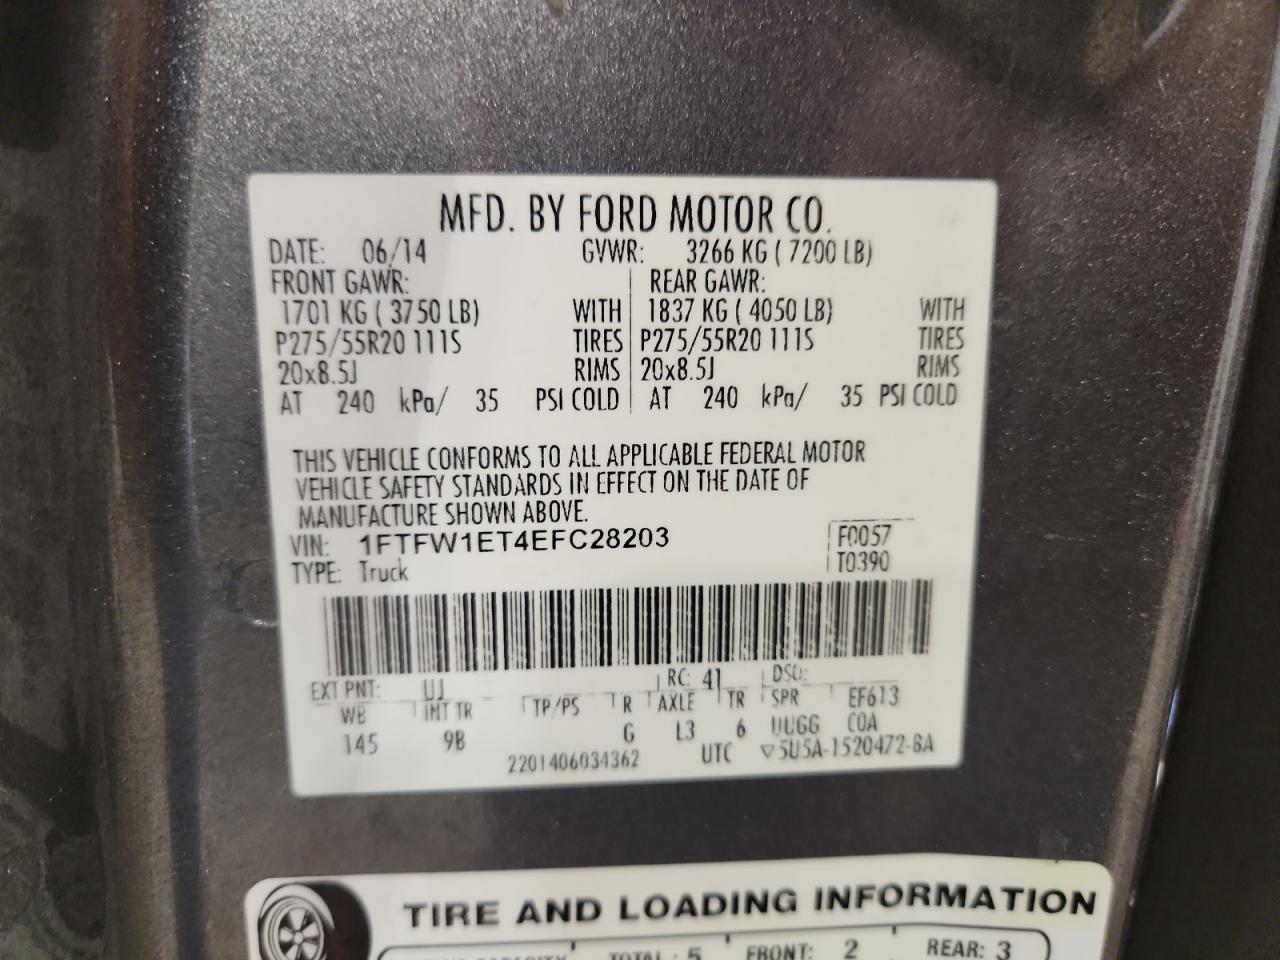 MFD. BY FORD MOTOR CO.
DATE: 06/14 GVWR: 3266 KG ( 7200 LB)
FRONT GAWR: REAR GAWR:
1701 KG ( 3750 LB) WITH 1837 KG ( 4050 LB) WITH
P275/55R20 111S TIRES P275/55R20 111S TIRES
20x8.5J RIMS 20x8.5J RIMS
AT 240 kPa/ 35 PSI COLD AT 240 kPa/ 35 PSI COLD
THIS VEHICLE CONFORMS TO ALL APPLICABLE FEDERAL MOTOR
VEHICLE SAFETY STANDARDS IN EFFECT ON THE DATE OF
MANUFACTURE SHOWN ABOVE.
VIN: 1FTFW1ET4EFC28203 F0057
TYPE: Truck T0390
EXT PNT: UJ RC: 41 DSO:
WB INT TR TP/PS R AXLE TR SPR EF613
145 9B G L3 6 UUGG COA
2201406034362 UTC ▽5U5A-1520472-BA
TIRE AND LOADING INFORMATION
TOTAL : 5 FRONT: 2 REAR: 3